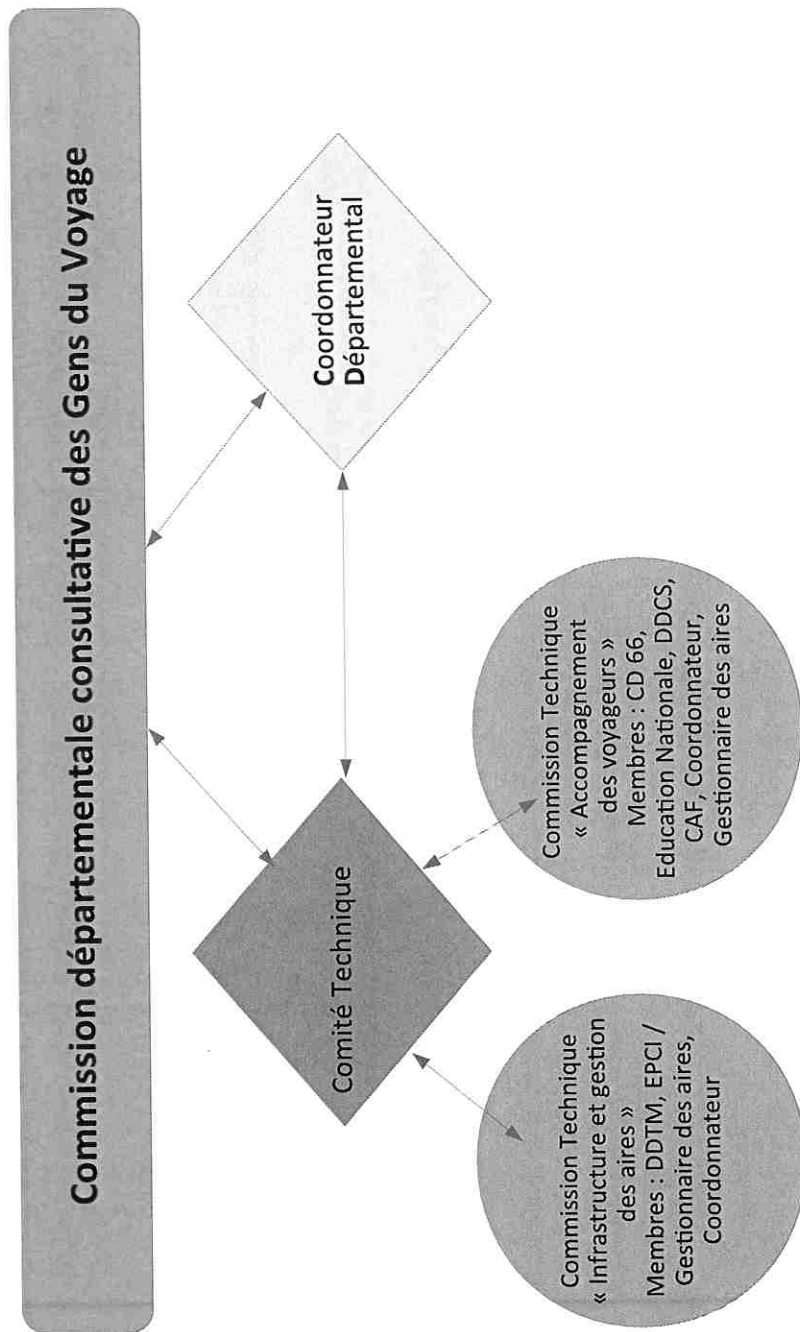 Commission départementale consultative des Gens du Voyage
Coordonnateur
Départemental
Comité Technique
Commission Technique
« Infrastructure et gestion
des aires »
Membres : DDTM, EPCI /
Gestionnaire des aires,
Coordonnateur
Commission Technique
« Accompagnement
des voyageurs »
Membres : CD 66,
Education Nationale, DDCS,
CAF, Coordonnateur,
Gestionnaire des aires